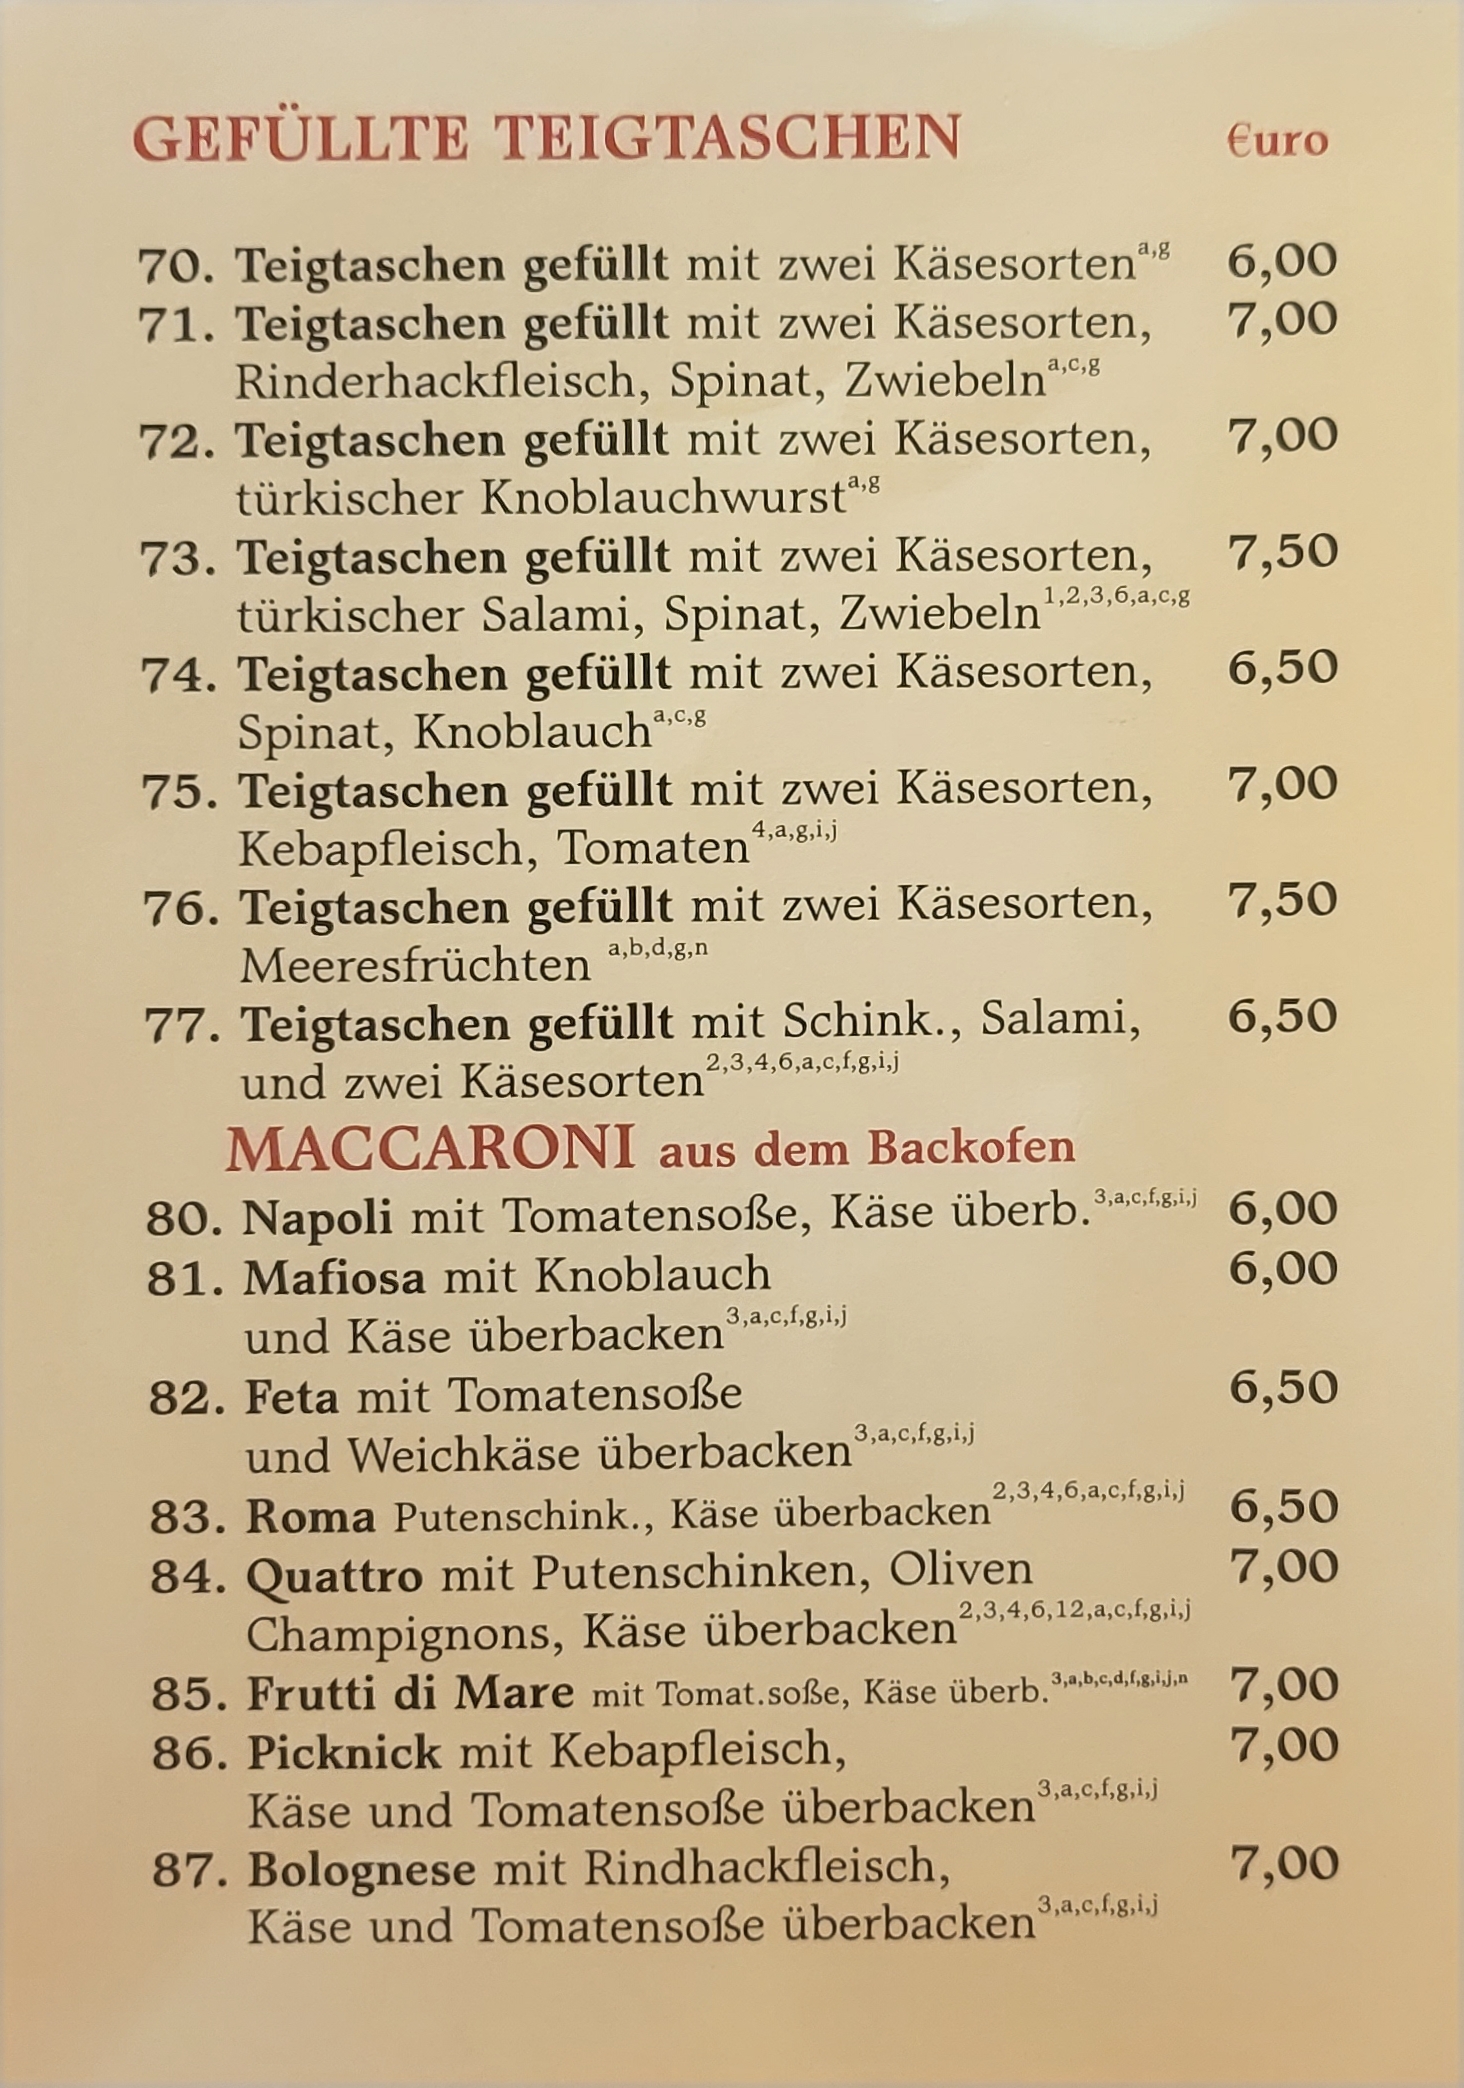 GEFÜLLTE TEIGTASCHEN €uro
70. Teigtaschen gefüllt mit zwei Käsesorten a,g 6,00
71. Teigtaschen gefüllt mit zwei Käsesorten, 7,00
Rinderhackfleisch, Spinat, Zwiebeln a,c,g
72. Teigtaschen gefüllt mit zwei Käsesorten, 7,00
türkischer Knoblauchwurst a,g
73. Teigtaschen gefüllt mit zwei Käsesorten, 7,50
türkischer Salami, Spinat, Zwiebeln 1,2,3,6,a,c,g
74. Teigtaschen gefüllt mit zwei Käsesorten, 6,50
Spinat, Knoblauch a,c,g
75. Teigtaschen gefüllt mit zwei Käsesorten, 7,00
Kebapfleisch, Tomaten 4,a,g,i,j
76. Teigtaschen gefüllt mit zwei Käsesorten, 7,50
Meeresfrüchten a,b,d,g,n
77. Teigtaschen gefüllt mit Schink., Salami, 6,50
und zwei Käsesorten 2,3,4,6,a,c,f,g,i,j
MACCARONI aus dem Backofen
80. Napoli mit Tomatensoße, Käse überb. 3,a,c,f,g,i,j 6,00
81. Mafiosa mit Knoblauch 6,00
und Käse überbacken 3,a,c,f,g,i,j
82. Feta mit Tomatensoße 6,50
und Weichkäse überbacken 3,a,c,f,g,i,j
83. Roma Putenschink., Käse überbacken 2,3,4,6,a,c,f,g,i,j 6,50
84. Quattro mit Putenschinken, Oliven 7,00
Champignons, Käse überbacken 2,3,4,6,12,a,c,f,g,i,j
85. Frutti di Mare mit Tomat.soße, Käse überb. 3,a,b,c,d,f,g,i,j,n 7,00
86. Picknick mit Kebapfleisch, 7,00
Käse und Tomatensoße überbacken 3,a,c,f,g,i,j
87. Bolognese mit Rindhackfleisch, 7,00
Käse und Tomatensoße überbacken 3,a,c,f,g,i,j